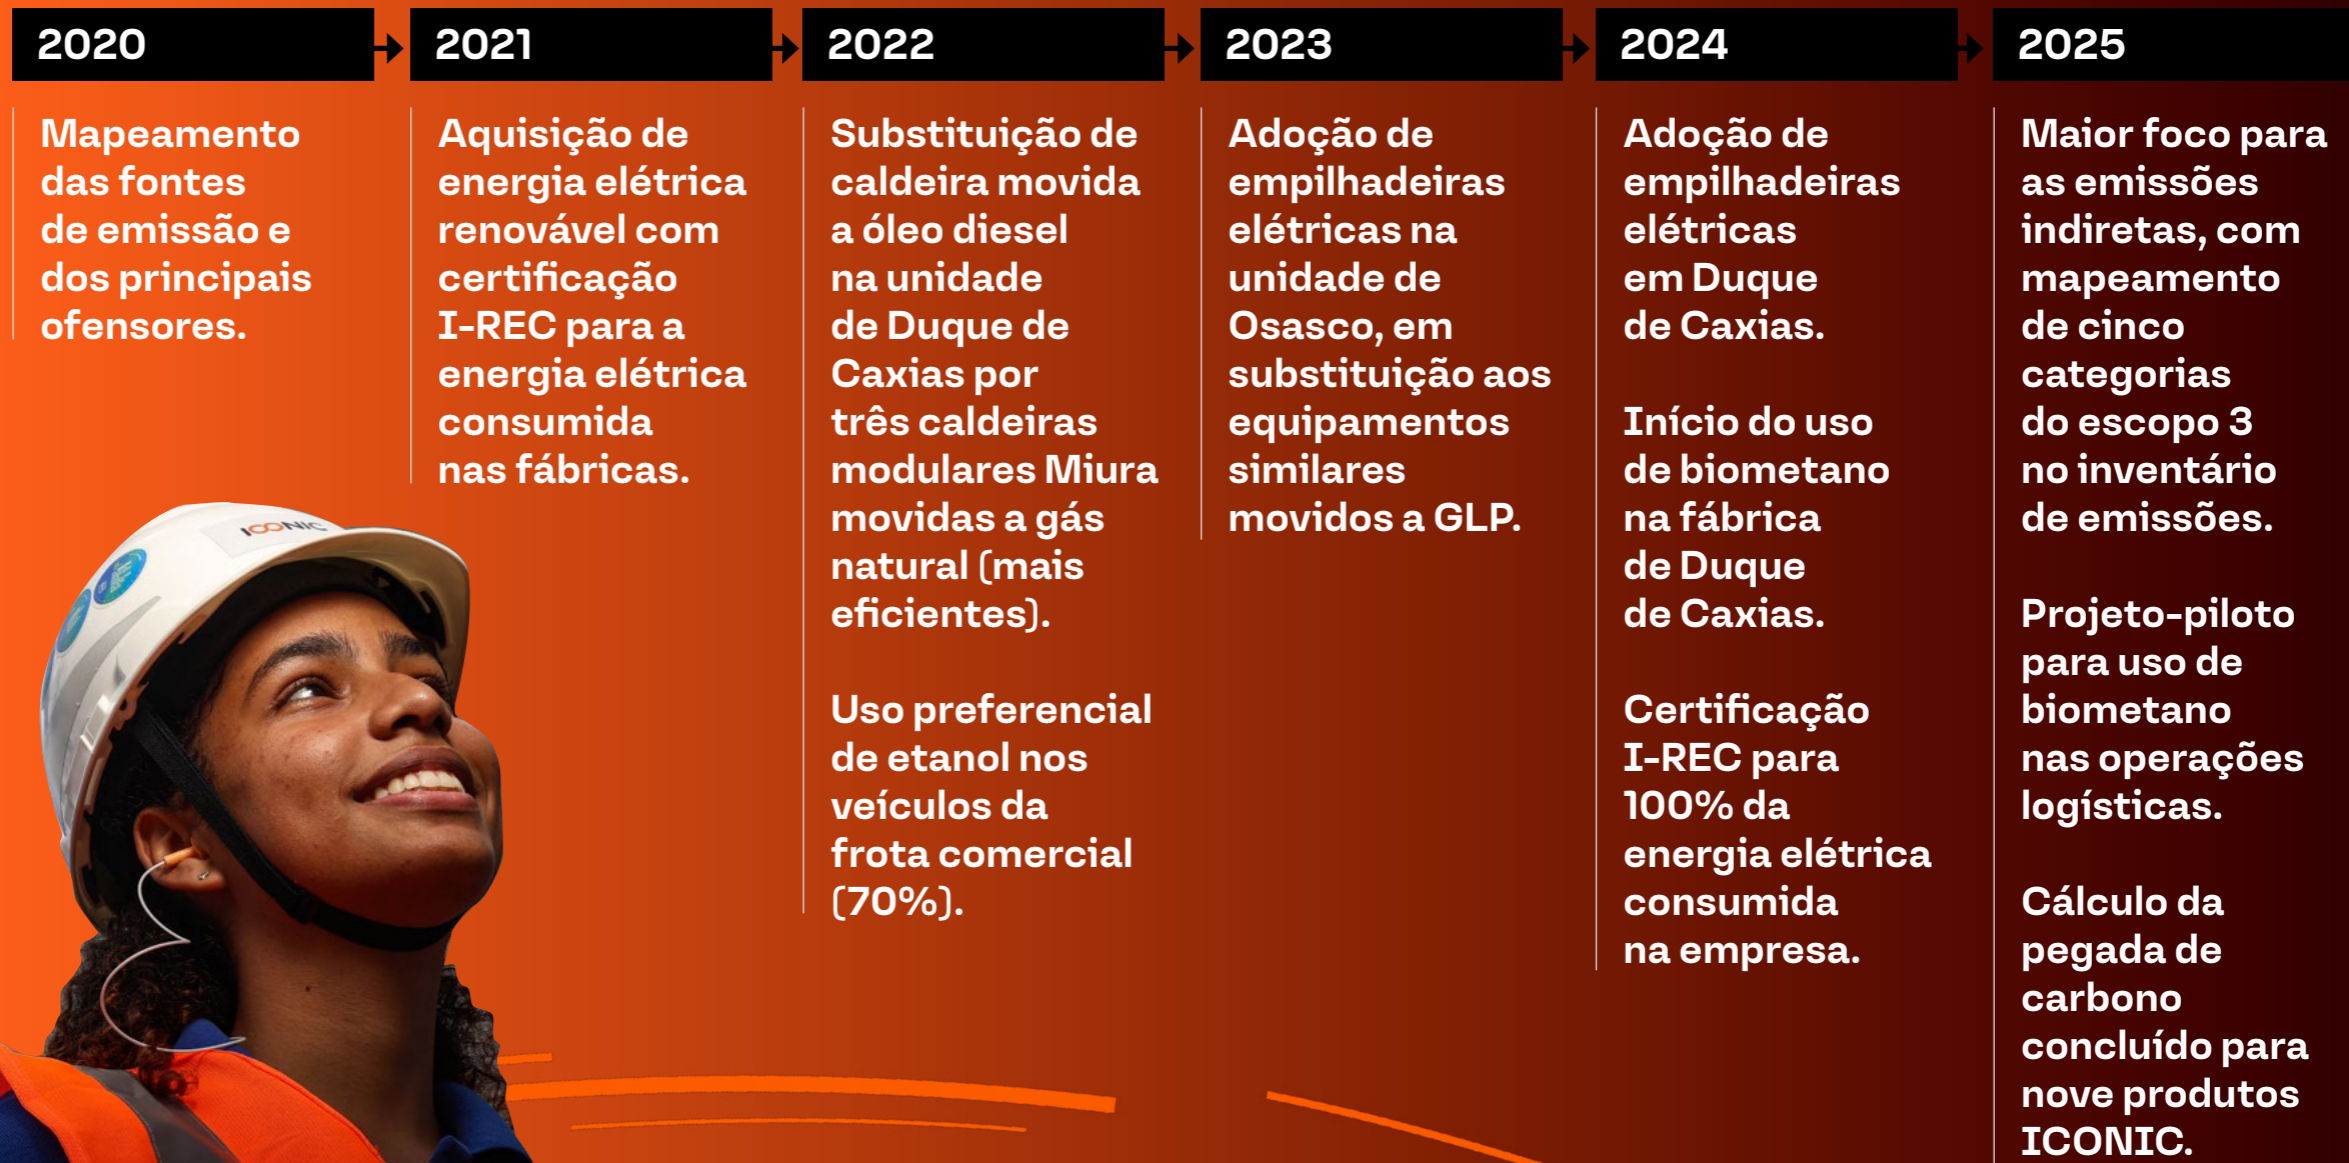 2020
Mapeamento
das fontes
de emissão e
dos principais
ofensores.
2021
Aquisição de
energia elétrica
renovável com
certificação
I-REC para a
energia elétrica
consumida
nas fábricas.
2022
Substituição de
caldeira movida
a óleo diesel
na unidade
de Duque de
Caxias por
três caldeiras
modulares Miura
movidas a gás
natural (mais
eficientes).
Uso preferencial
de etanol nos
veículos da
frota comercial
(70%).
2023
Adoção de
empilhadeiras
elétricas na
unidade de
Osasco, em
substituição aos
equipamentos
similares
movidos a GLP.
2024
Adoção de
empilhadeiras
elétricas
em Duque
de Caxias.
Início do uso
de biometano
na fábrica
de Duque
de Caxias.
Certificação
I-REC para
100% da
energia elétrica
consumida
na empresa.
2025
Maior foco para
as emissões
indiretas, com
mapeamento
de cinco
categorias
do escopo 3
no inventário
de emissões.
Projeto-piloto
para uso de
biometano
nas operações
logísticas.
Cálculo da
pegada de
carbono
concluído para
nove produtos
ICONIC.
ICONIC